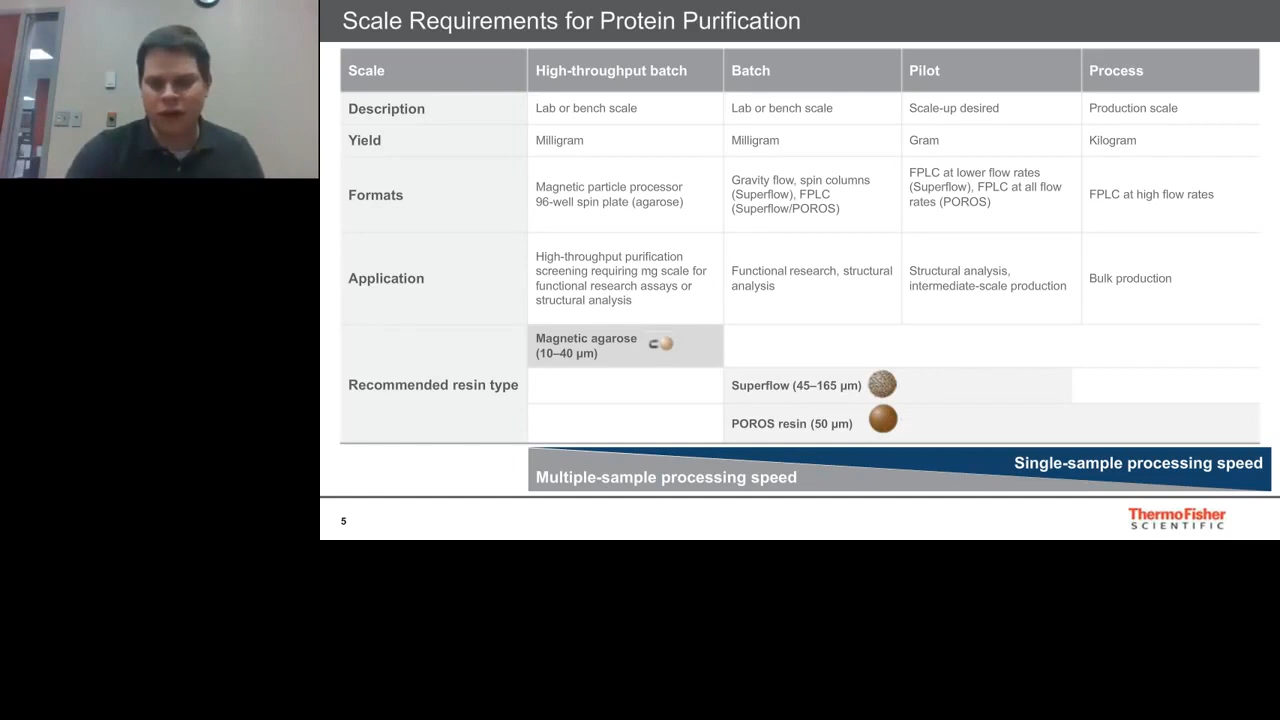 Scale Requirements for Protein Purification
Scale
High-throughput batch
Batch
Pilot
Process
Description
Lab or bench scale
Lab or bench scale
Scale-up desired
Production scale
Yield
Milligram
Milligram
Gram
Kilogram
Formats
Magnetic particle processor
96-well spin plate (agarose)
Gravity flow, spin columns
(Superflow), FPLC
(Superflow/POROS)
FPLC at lower flow rates
(Superflow), FPLC at all flow
rates (POROS)
FPLC at high flow rates
Application
High-throughput purification
screening requiring mg scale for
functional research assays or
structural analysis
Functional research, structural
analysis
Structural analysis,
intermediate-scale production
Bulk production
Recommended resin type
Magnetic agarose
(10–40 µm)
Superflow (45–165 µm)
POROS resin (50 µm)
Multiple-sample processing speed
Single-sample processing speed
5
ThermoFisher
SCIENTIFIC